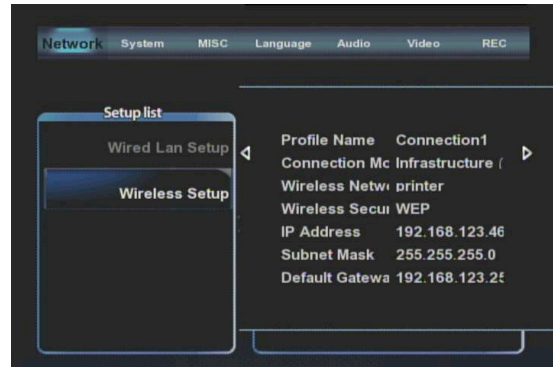 Network System MISC Language Audio Video REC
Setup list
Wired Lan Setup
Wireless Setup
Profile Name Connection1
Connection Mc Infrastructure (
Wireless Netw printer
Wireless Secui WEP
IP Address 192.168.123.46
Subnet Mask 255.255.255.0
Default Gatewa 192.168.123.25